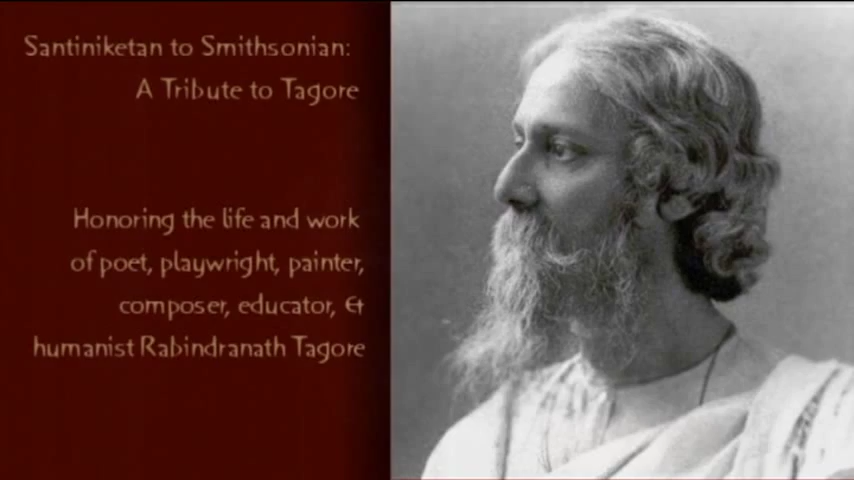 Santiniketan to Smithsonian:
A Tribute to Tagore
Honoring the life and work
of poet, playwright, painter,
composer, educator, &
humanist Rabindranath Tagore